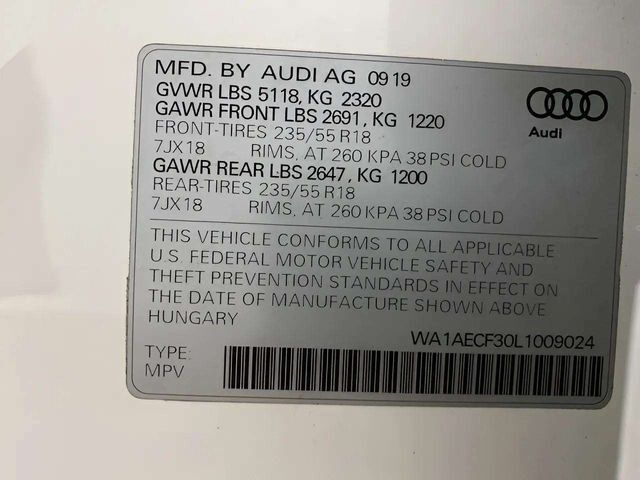 MFD. BY AUDI AG 09 19
GVWR LBS 5118, KG 2320
GAWR FRONT LBS 2691, KG 1220
FRONT-TIRES 235/55 R18
7JX18 RIMS, AT 260 KPA 38 PSI COLD
GAWR REAR LBS 2647, KG 1200
REAR-TIRES 235/55 R18
7JX18 RIMS, AT 260 KPA 38 PSI COLD
Audi
THIS VEHICLE CONFORMS TO ALL APPLICABLE
U.S. FEDERAL MOTOR VEHICLE SAFETY AND
THEFT PREVENTION STANDARDS IN EFFECT ON
THE DATE OF MANUFACTURE SHOWN ABOVE
HUNGARY
WA1AECF30L1009024
TYPE:
MPV